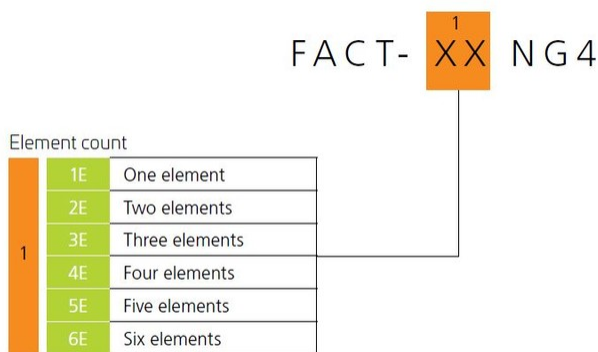 1
FACT- XX NG4
Element count
1
1E One element
2E Two elements
3E Three elements
4E Four elements
5E Five elements
6E Six elements